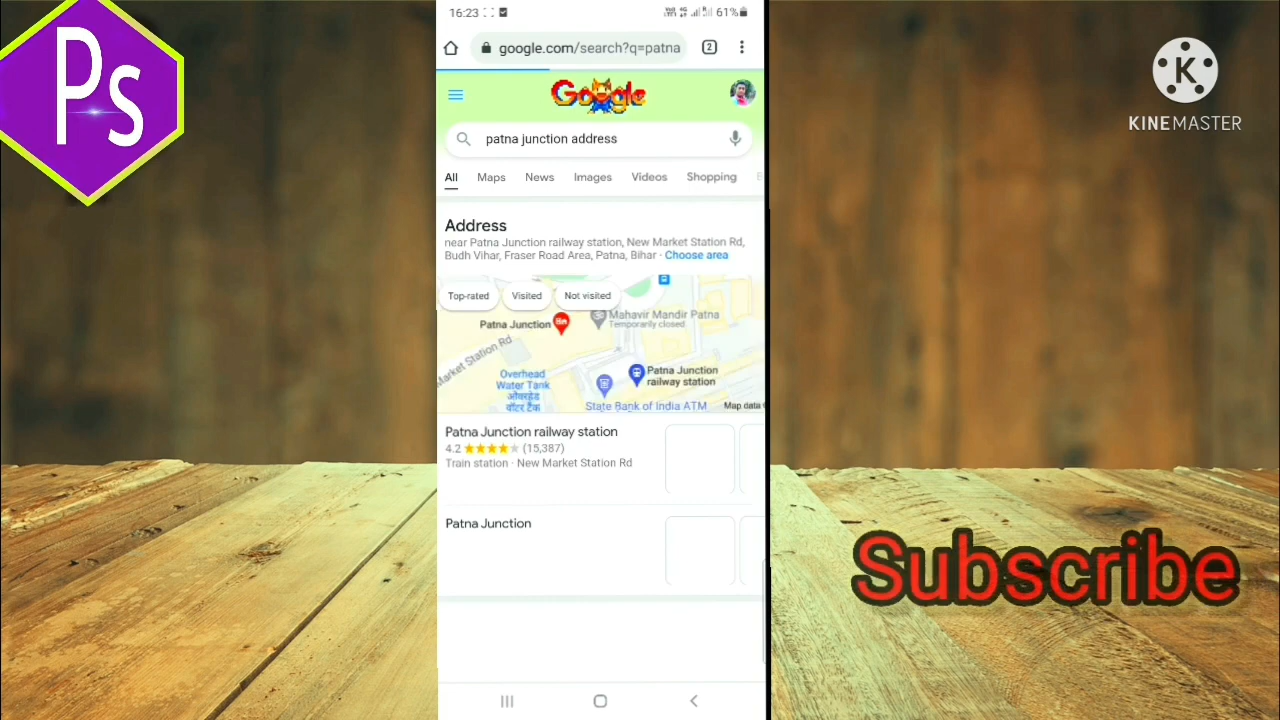 Ps
16:23
61%
google.com/search?q=patna
2
Google
patna junction address
All Maps News Images Videos Shopping
Address
near Patna Junction railway station, New Market Station Rd,
Budh Vihar, Fraser Road Area, Patna, Bihar · Choose area
Top-rated Visited Not visited
Mahavir Mandir Patna
Temporarily closed
Patna Junction
Market Station Rd
Patna Junction
railway station
Overhead
Water Tank
ओवरहेड
वॉटर टैंक
State Bank of India ATM
Map data
Patna Junction railway station
4.2 (15,387)
Train station · New Market Station Rd
Patna Junction
K
KINEMASTER
Subscribe